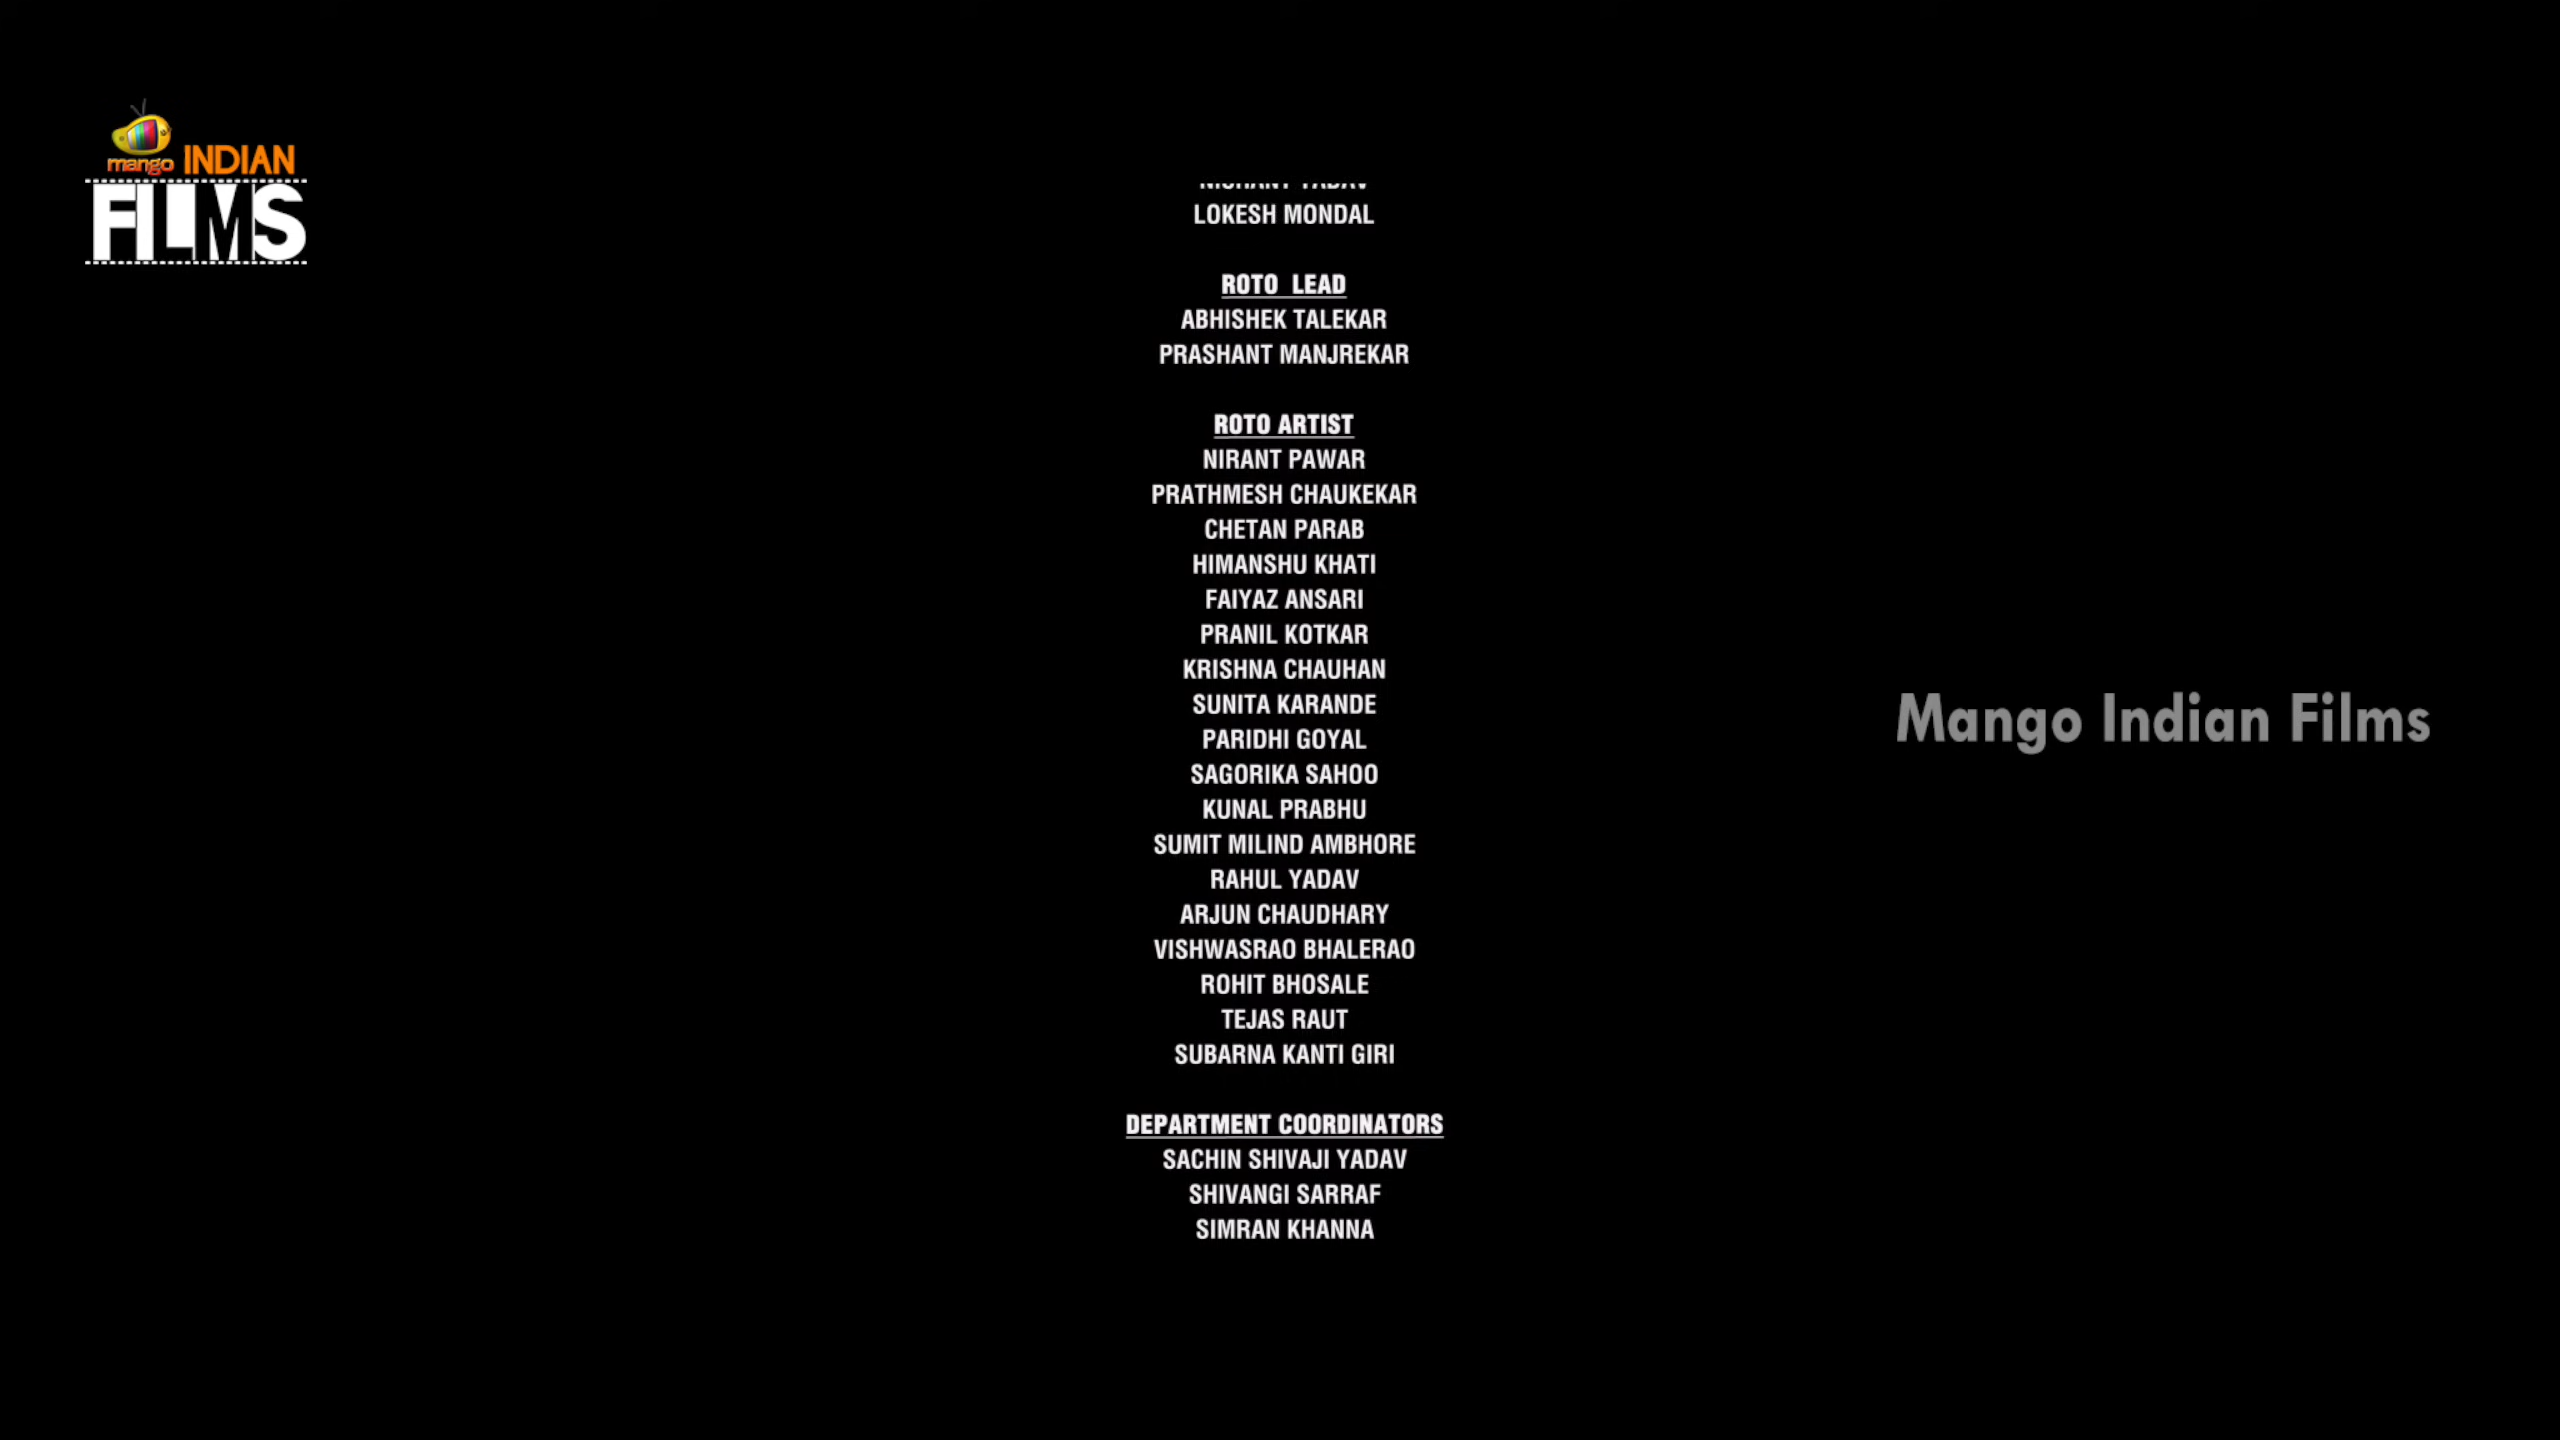 mango INDIAN
FILMS
NISHANT YADAV
LOKESH MONDAL
ROTO LEAD
ABHISHEK TALEKAR
PRASHANT MANJREKAR
ROTO ARTIST
NIRANT PAWAR
PRATHMESH CHAUKEKAR
CHETAN PARAB
HIMANSHU KHATI
FAIYAZ ANSARI
PRANIL KOTKAR
KRISHNA CHAUHAN
SUNITA KARANDE
PARIDHI GOYAL
SAGORIKA SAHOO
KUNAL PRABHU
SUMIT MILIND AMBHORE
RAHUL YADAV
ARJUN CHAUDHARY
VISHWASRAO BHALERAO
ROHIT BHOSALE
TEJAS RAUT
SUBARNA KANTI GIRI
DEPARTMENT COORDINATORS
SACHIN SHIVAJI YADAV
SHIVANGI SARRAF
SIMRAN KHANNA
Mango Indian Films